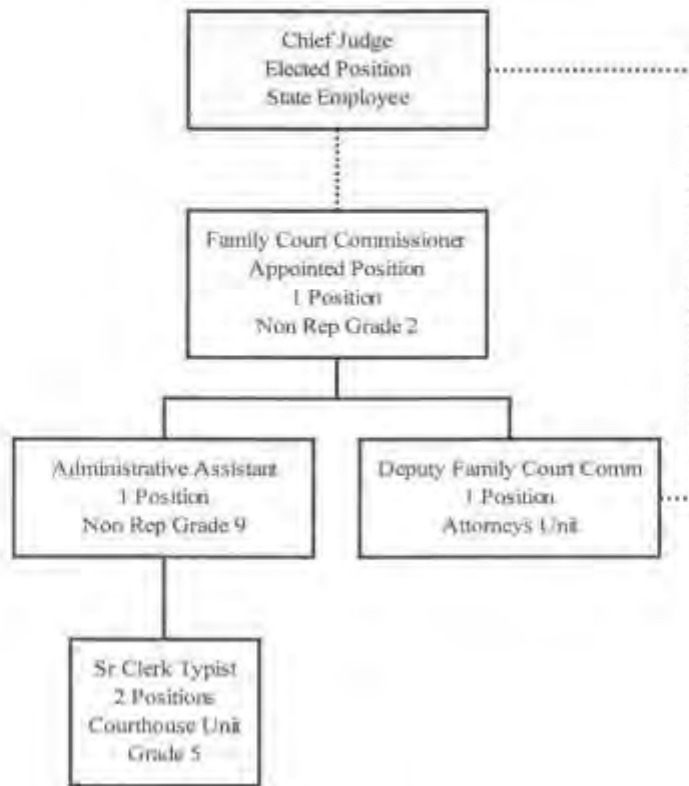 Chief Judge
Elected Position
State Employee
Family Court Commissioner
Appointed Position
1 Position
Non Rep Grade 2
Administrative Assistant
1 Position
Non Rep Grade 9
Deputy Family Court Comm
1 Position
Attorneys Unit
Sr Clerk Typist
2 Positions
Courthouse Unit
Grade 5